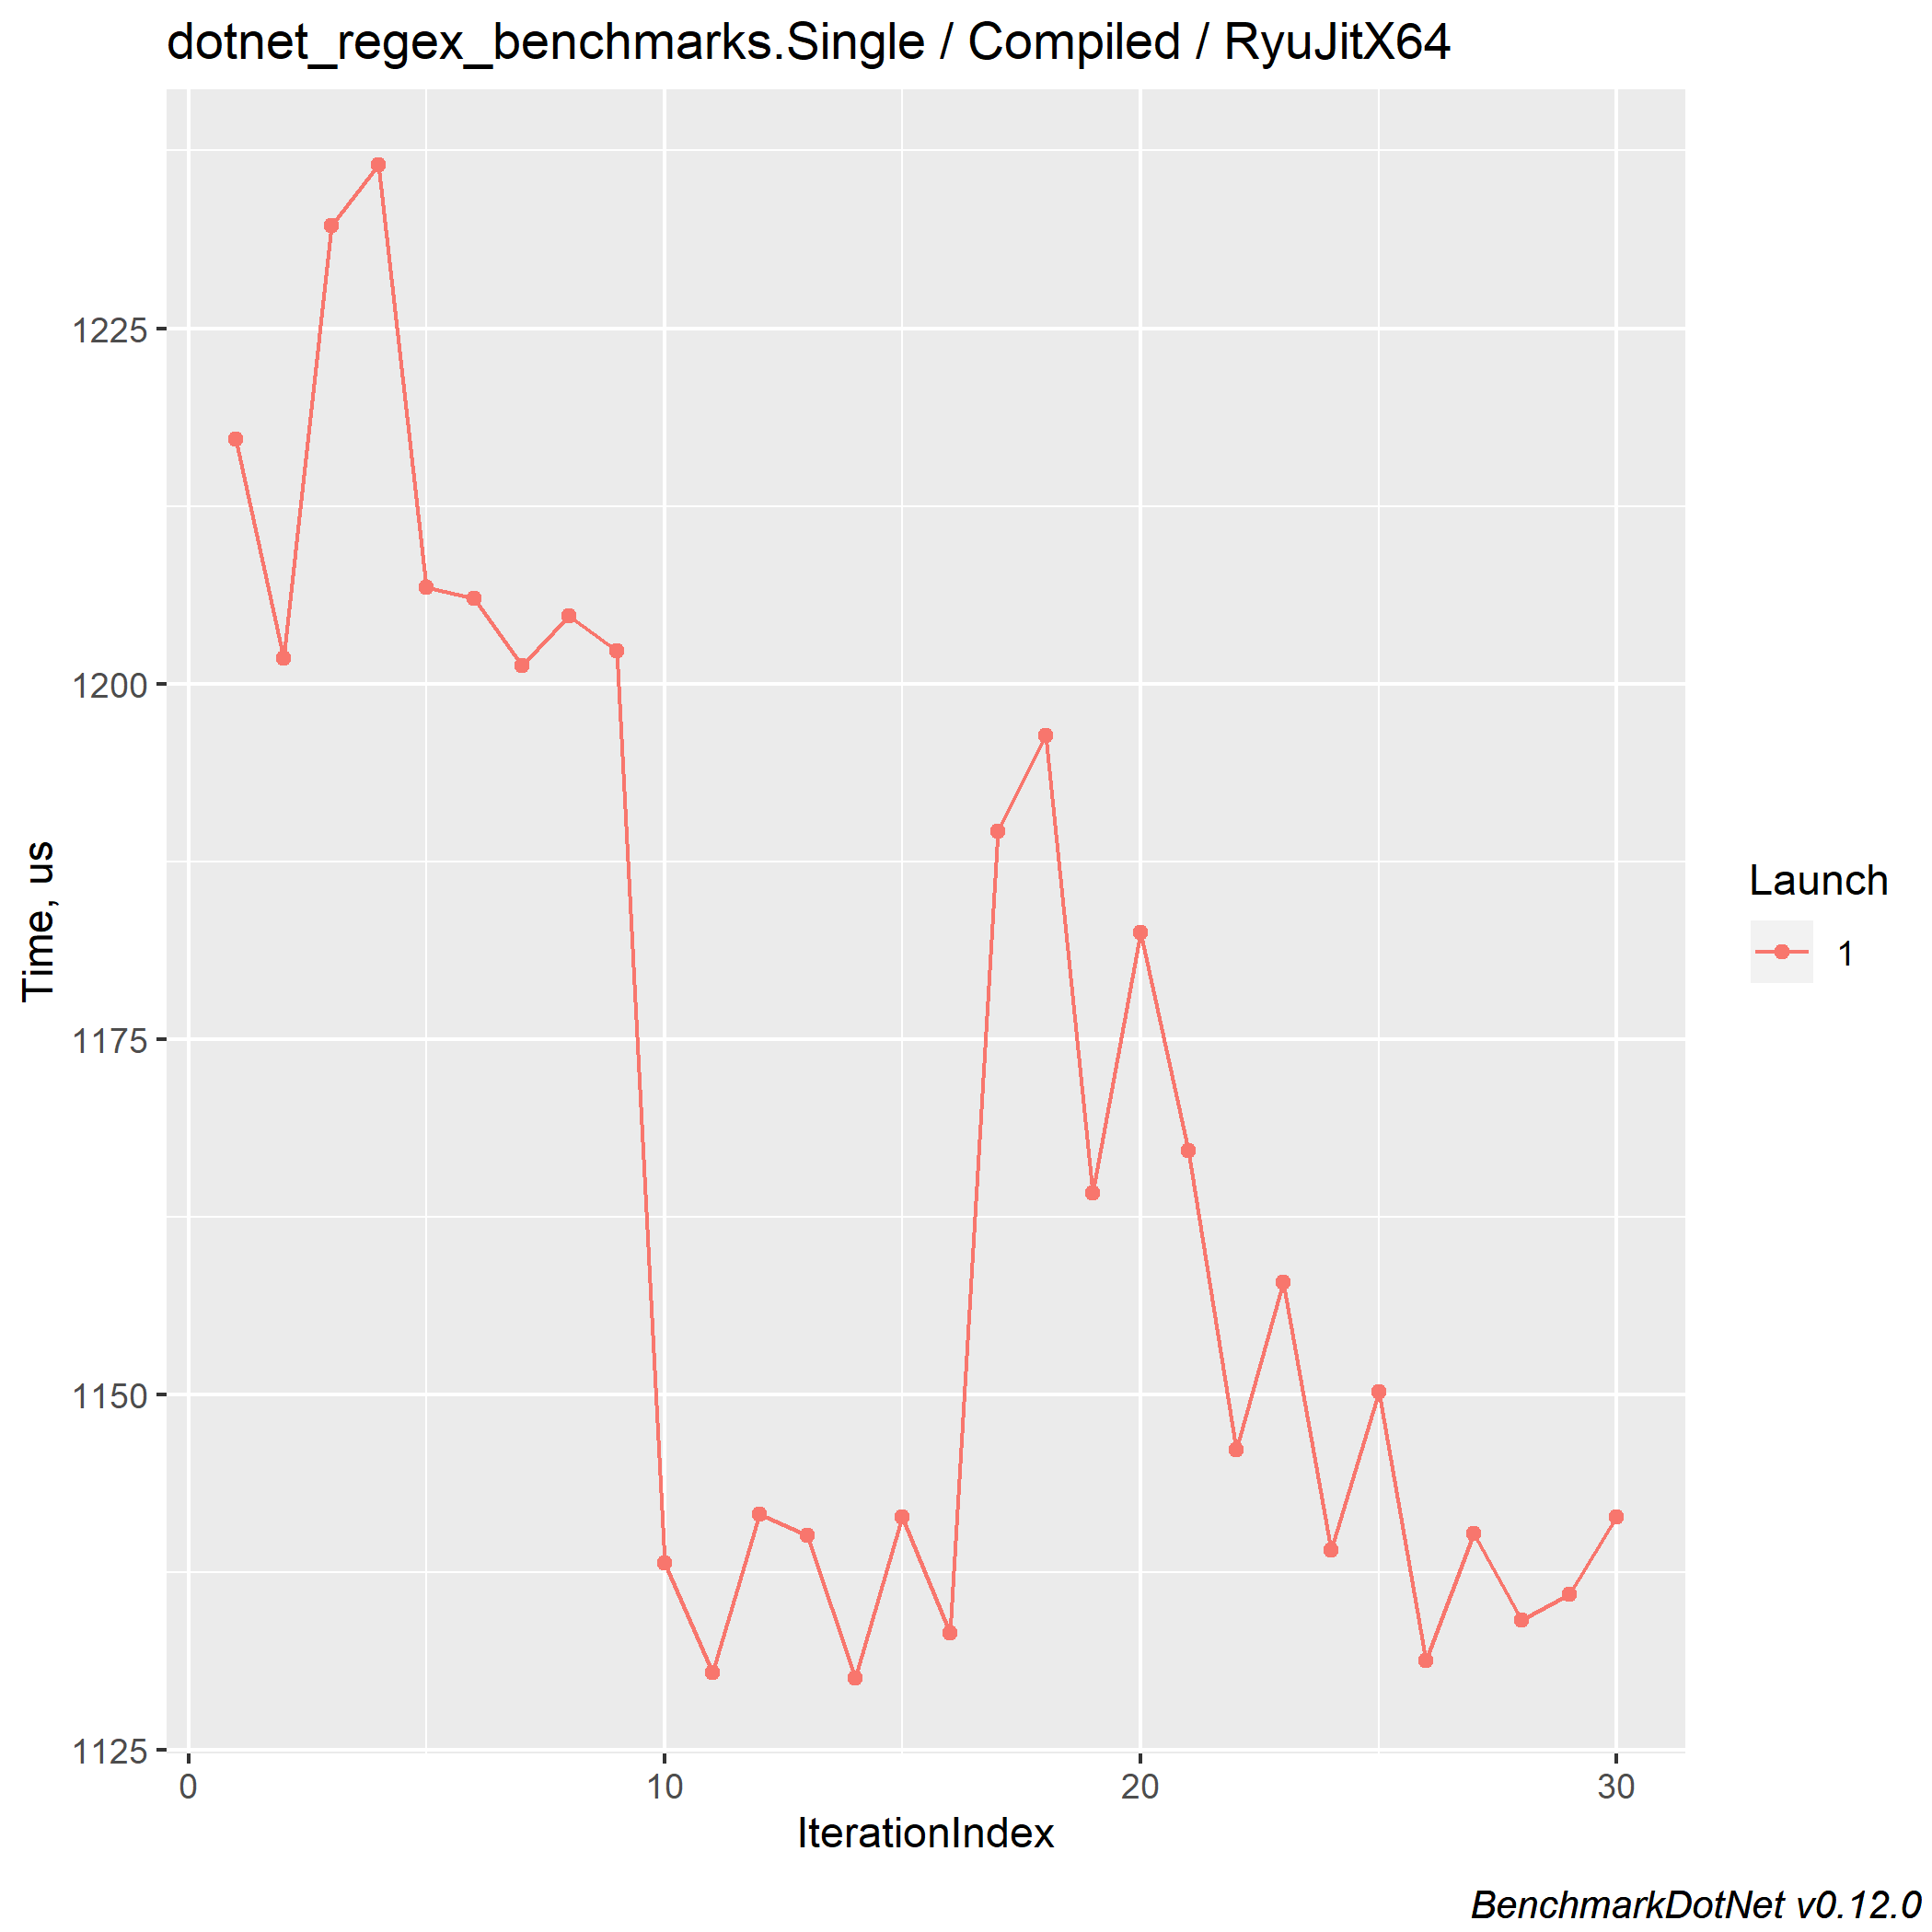 dotnet_regex_benchmarks.Single / Compiled / RyuJitX64
Time, us
1225
1200
1175
1150
1125
0 10 20 30
IterationIndex
Launch
1
BenchmarkDotNet v0.12.0